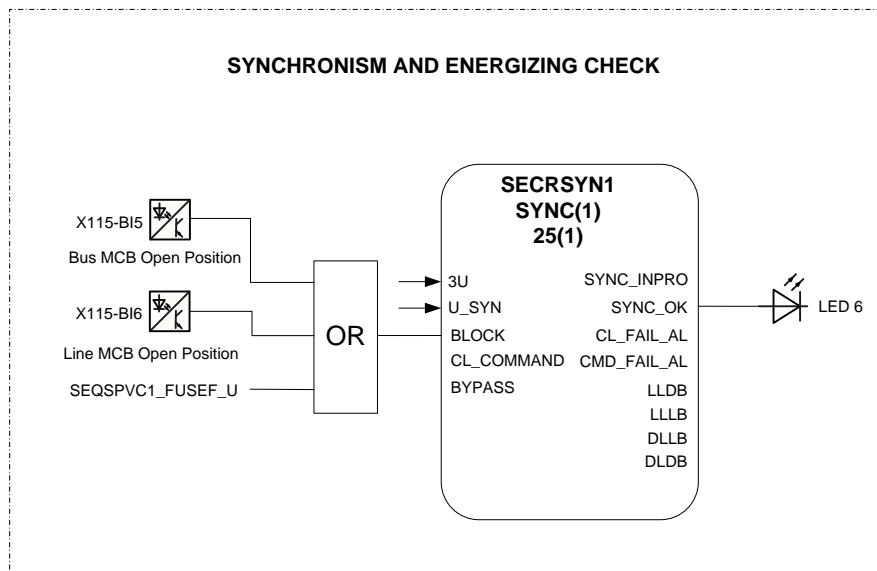 SYNCHRONISM AND ENERGIZING CHECK
SECRSYN1
SYNC(1)
25(1)
X115-BI5
Bus MCB Open Position
X115-BI6
Line MCB Open Position
SEQSPVC1_FUSEF_U
OR
3U
U_SYN
BLOCK
CL_COMMAND
BYPASS
SYNC_INPRO
SYNC_OK
CL_FAIL_AL
CMD_FAIL_AL
LLDB
LLLB
DLLB
DLDB
LED 6